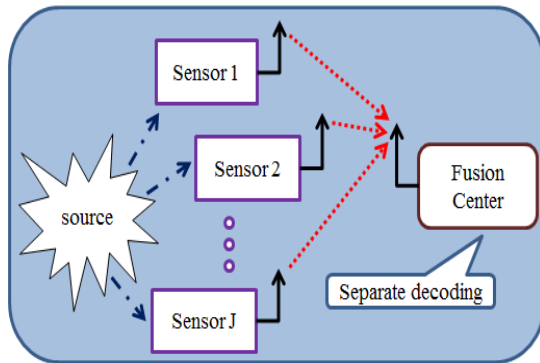 Sensor 1
Sensor 2
source
Fusion
Center
Separate decoding
Sensor J